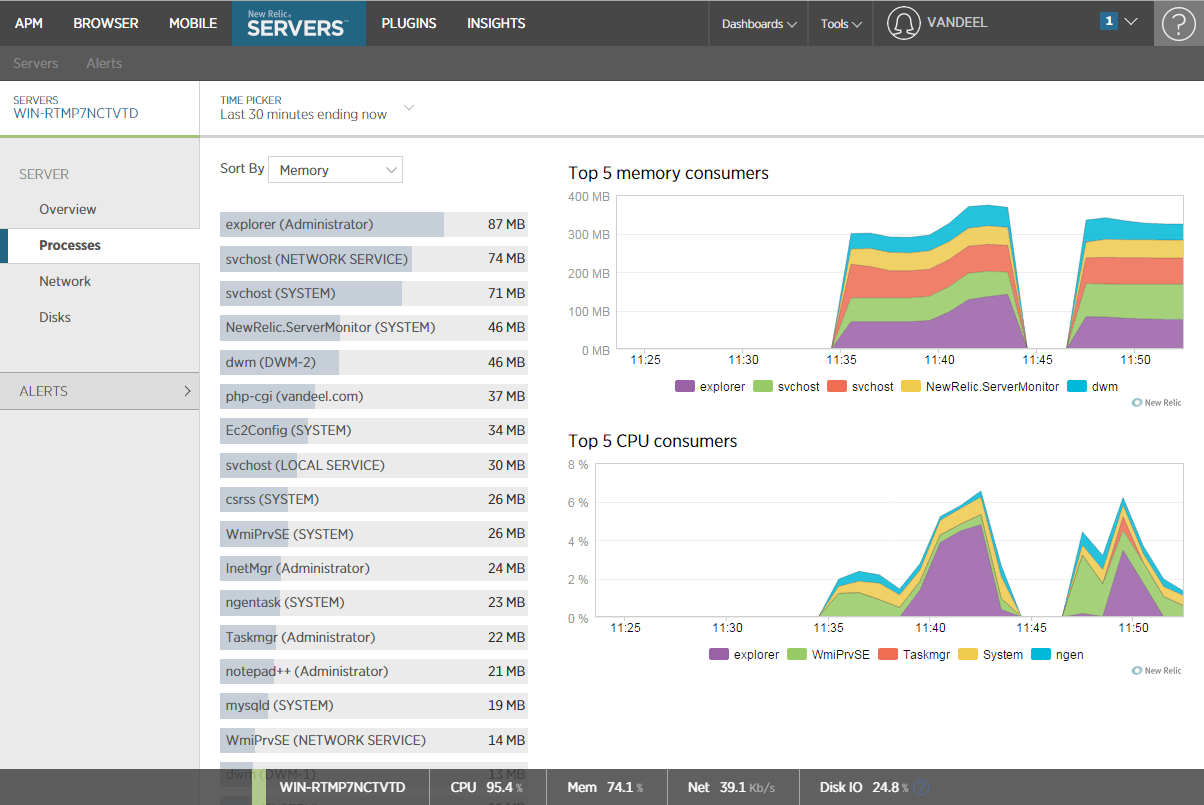 APM BROWSER MOBILE New Relic® SERVERS™ PLUGINS INSIGHTS Dashboards Tools VANDEEL 1 ?
Servers Alerts
SERVERS
WIN-RTMP7NCTVTD
TIME PICKER
Last 30 minutes ending now
SERVER
Overview
Processes
Network
Disks
ALERTS
Sort By Memory
explorer (Administrator) 87 MB
svchost (NETWORK SERVICE) 74 MB
svchost (SYSTEM) 71 MB
NewRelic.ServerMonitor (SYSTEM) 46 MB
dwm (DWM-2) 46 MB
php-cgi (vandeel.com) 37 MB
Ec2Config (SYSTEM) 34 MB
svchost (LOCAL SERVICE) 30 MB
csrss (SYSTEM) 26 MB
WmiPrvSE (SYSTEM) 26 MB
InetMgr (Administrator) 24 MB
ngentask (SYSTEM) 23 MB
Taskmgr (Administrator) 22 MB
notepad++ (Administrator) 21 MB
mysqld (SYSTEM) 19 MB
WmiPrvSE (NETWORK SERVICE) 14 MB
dwm (DWM-1) 13 MB
Top 5 memory consumers
400 MB
300 MB
200 MB
100 MB
0 MB
11:25 11:30 11:35 11:40 11:45 11:50
explorer svchost svchost NewRelic.ServerMonitor dwm
New Relic
Top 5 CPU consumers
8 %
6 %
4 %
2 %
0 %
11:25 11:30 11:35 11:40 11:45 11:50
explorer WmiPrvSE Taskmgr System ngen
New Relic
WIN-RTMP7NCTVTD CPU 95.4 % Mem 74.1 % Net 39.1 Kb/s Disk IO 24.8 % ?